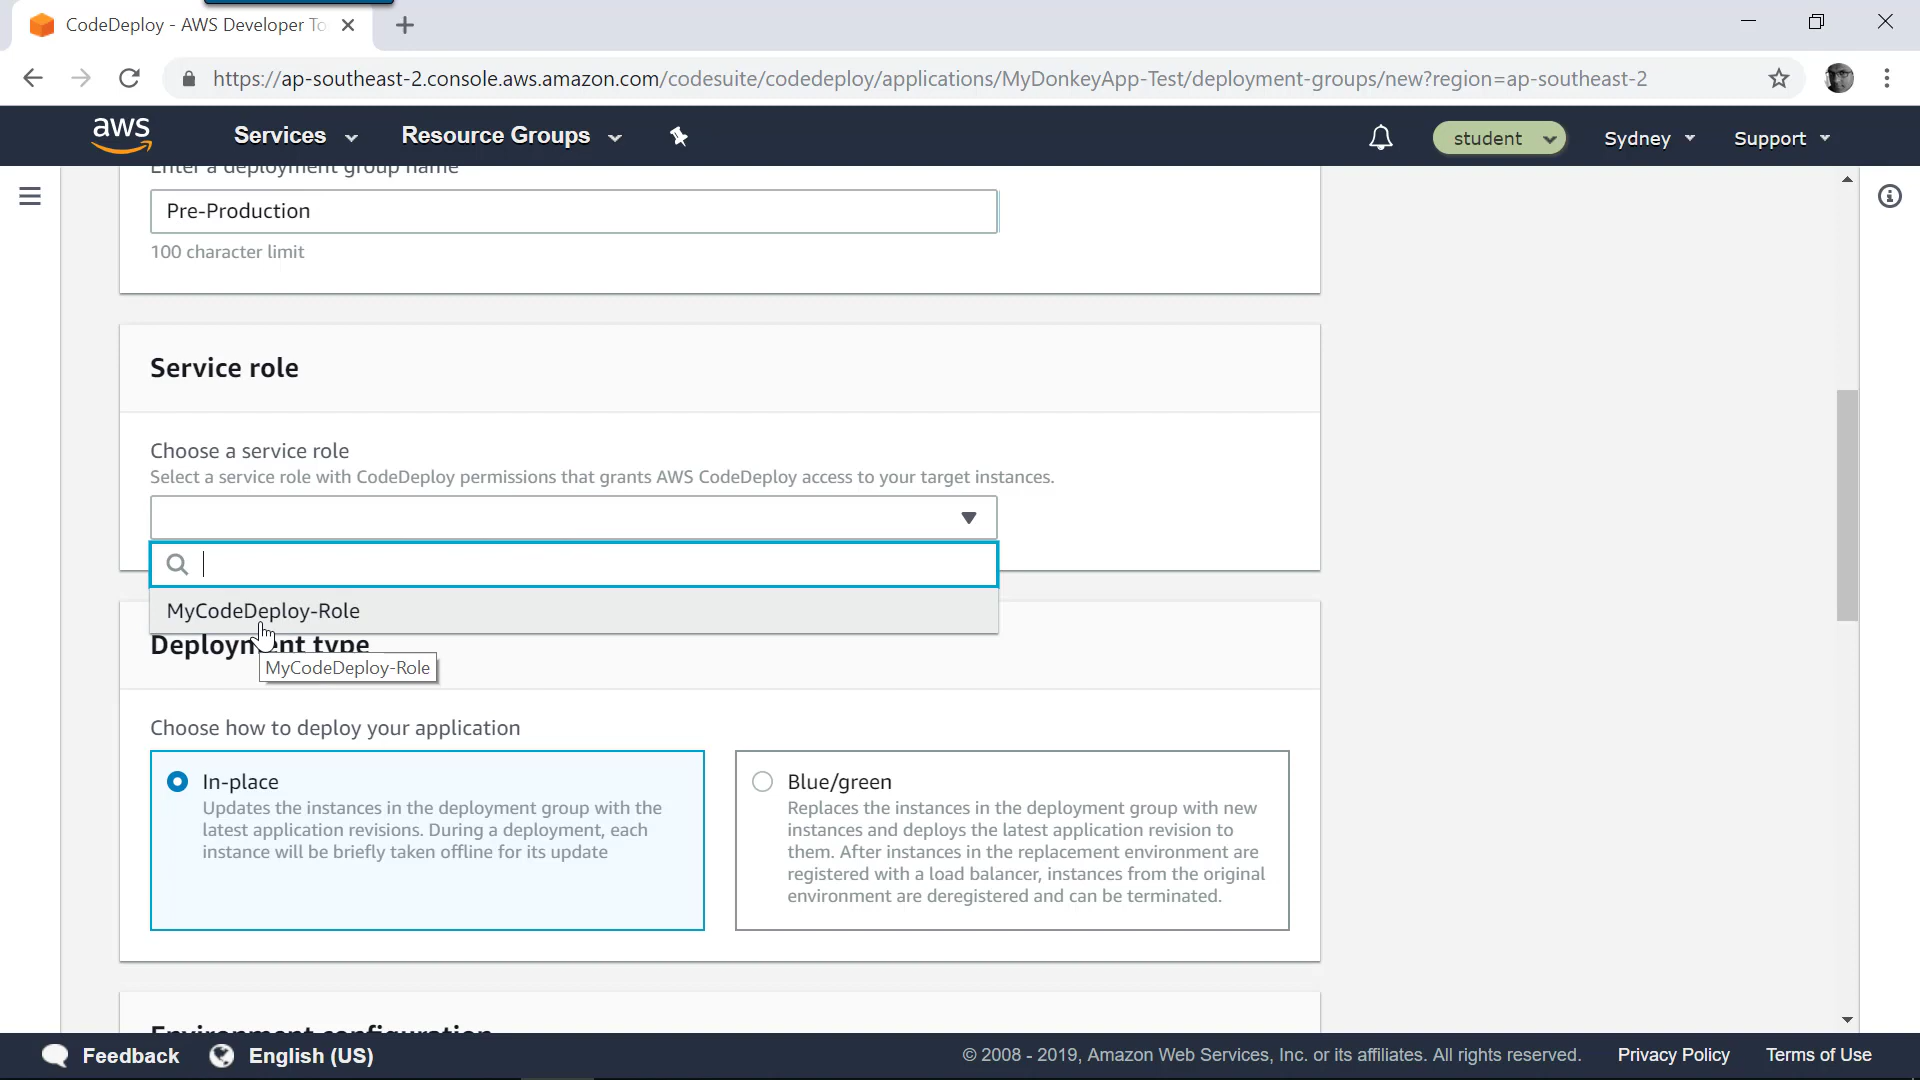 CodeDeploy - AWS Developer To
https://ap-southeast-2.console.aws.amazon.com/codesuite/codedeploy/applications/MyDonkeyApp-Test/deployment-groups/new?region=ap-southeast-2
aws
Services
Resource Groups
student
Sydney
Support
Enter a deployment group name
Pre-Production
100 character limit
Service role
Choose a service role
Select a service role with CodeDeploy permissions that grants AWS CodeDeploy access to your target instances.
MyCodeDeploy-Role
Deployment type
MyCodeDeploy-Role
Choose how to deploy your application
In-place
Updates the instances in the deployment group with the
latest application revisions. During a deployment, each
instance will be briefly taken offline for its update
Blue/green
Replaces the instances in the deployment group with new
instances and deploys the latest application revision to
them. After instances in the replacement environment are
registered with a load balancer, instances from the original
environment are deregistered and can be terminated.
Environment configuration
Feedback
English (US)
© 2008 - 2019, Amazon Web Services, Inc. or its affiliates. All rights reserved.
Privacy Policy
Terms of Use